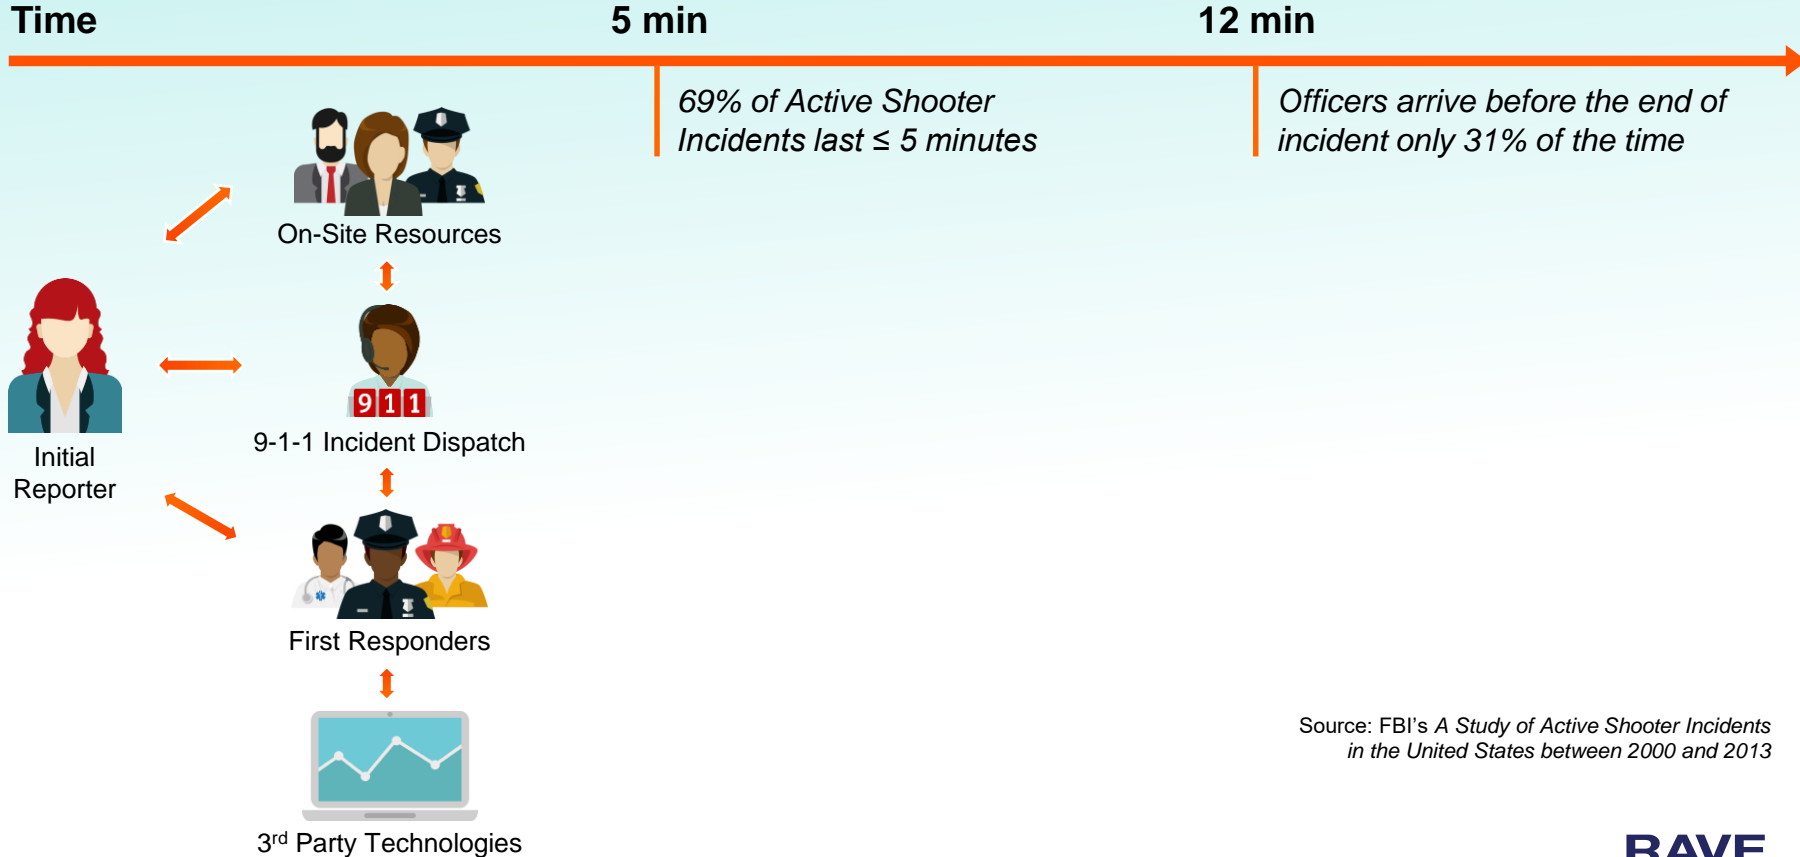 Time
5 min
12 min
69% of Active Shooter
Incidents last ≤ 5 minutes
Officers arrive before the end of
incident only 31% of the time
On-Site Resources
911
9-1-1 Incident Dispatch
Initial
Reporter
First Responders
3rd Party Technologies
Source: FBI's A Study of Active Shooter Incidents
in the United States between 2000 and 2013
RAVE